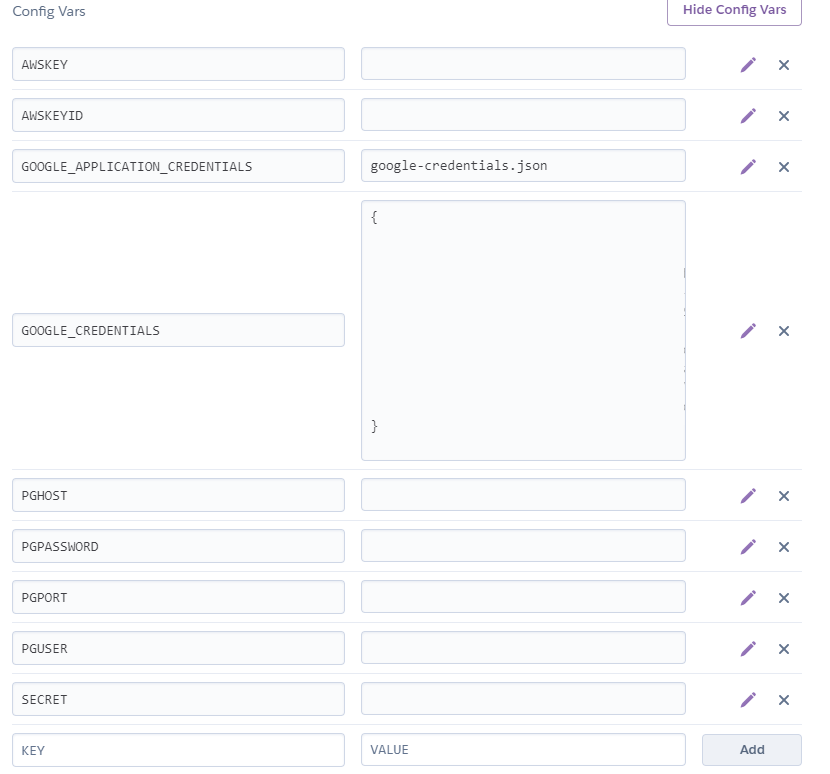 Config Vars
Hide Config Vars
AWSKEY
AWSKEYID
GOOGLE_APPLICATION_CREDENTIALS google-credentials.json
{
GOOGLE_CREDENTIALS
}
PGHOST
PGPASSWORD
PGPORT
PGUSER
SECRET
KEY VALUE Add